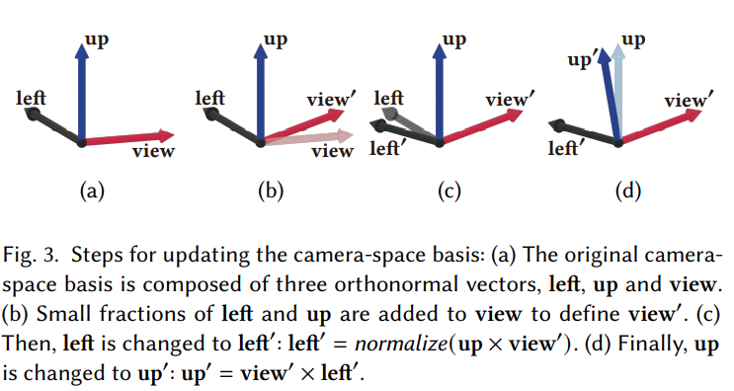 up up up up′ up
left left view′ left view′ view′
view view left′ left′
(a) (b) (c) (d)
Fig. 3. Steps for updating the camera-space basis: (a) The original camera-
space basis is composed of three orthonormal vectors, left, up and view.
(b) Small fractions of left and up are added to view to define view′. (c)
Then, left is changed to left′: left′ = normalize(up × view′). (d) Finally, up
is changed to up′: up′ = view′ × left′.